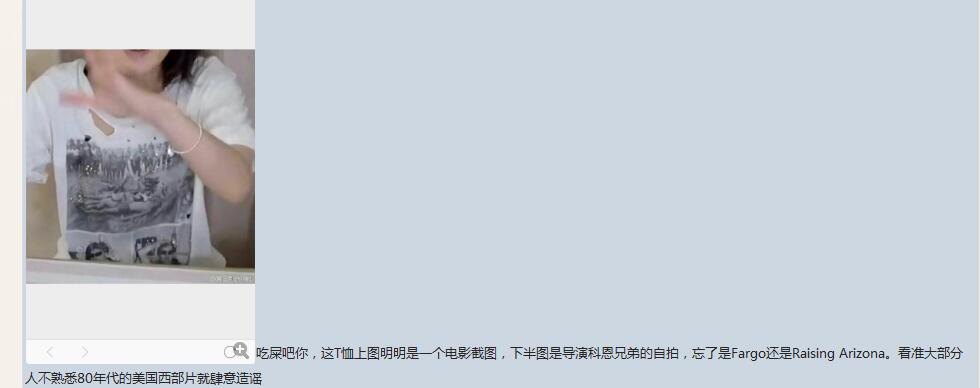 吃屎吧你，这T恤上图明明是一个电影截图，下半图是导演科恩兄弟的自拍，忘了是Fargo还是Raising Arizona。看准大部分
人不熟悉80年代的美国西部片就肆意造谣